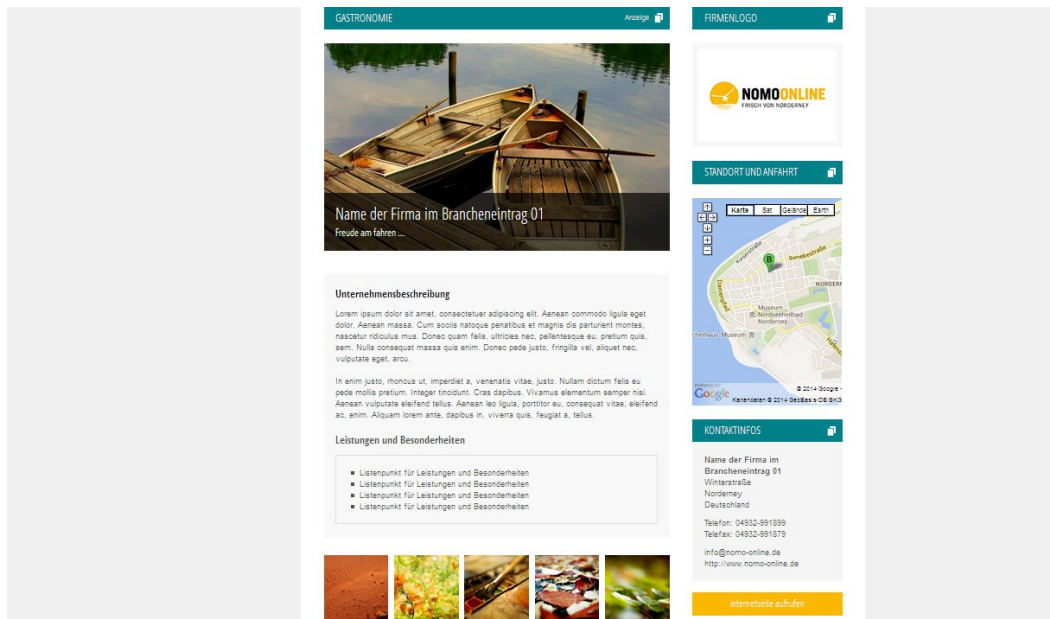 GASTRONOMIE
Anzeige
Name der Firma im Brancheneintrag 01
Freude am fahren ...
Unternehmensbeschreibung
Lorem ipsum dolor sit amet, consectetuer adipiscing elit. Aenean commodo ligula eget
dolor. Aenean massa. Cum sociis natoque penatibus et magnis dis parturient montes,
nascetur ridiculus mus. Donec quam felis, ultricies nec, pellentesque eu, pretium quis,
sem. Nulla consequat massa quis enim. Donec pede justo, fringilla vel, aliquet nec,
vulputate eget, arcu.
In enim justo, rhoncus ut, imperdiet a, venenatis vitae, justo. Nullam dictum felis eu
pede mollis pretium. Integer tincidunt. Cras dapibus. Vivamus elementum semper nisi.
Aenean vulputate eleifend tellus. Aenean leo ligula, porttitor eu, consequat vitae, eleifend
ac, enim. Aliquam lorem ante, dapibus in, viverra quis, feugiat a, tellus.
Leistungen und Besonderheiten
Listenpunkt für Leistungen und Besonderheiten
Listenpunkt für Leistungen und Besonderheiten
Listenpunkt für Leistungen und Besonderheiten
Listenpunkt für Leistungen und Besonderheiten
FIRMENLOGO
NOMOONLINE
FRISCH VON NORDERNEY
STANDORT UND ANFAHRT
Karte Sat Gelände Earth
Kaiserstraße
Benekestraße
B
Damenpfad
NORDERN
Museum
Nordseeheilbad
Norderney
Museum
Google
© 2014 Google -
Kartendaten © 2014 GeoBasis-DE/BKG
KONTAKTINFOS
Name der Firma im
Brancheneintrag 01
Winterstraße
Norderney
Deutschland
Telefon: 04932-991899
Telefax: 04932-991879
info@nomo-online.de
http://www.nomo-online.de
Internetseite aufrufen